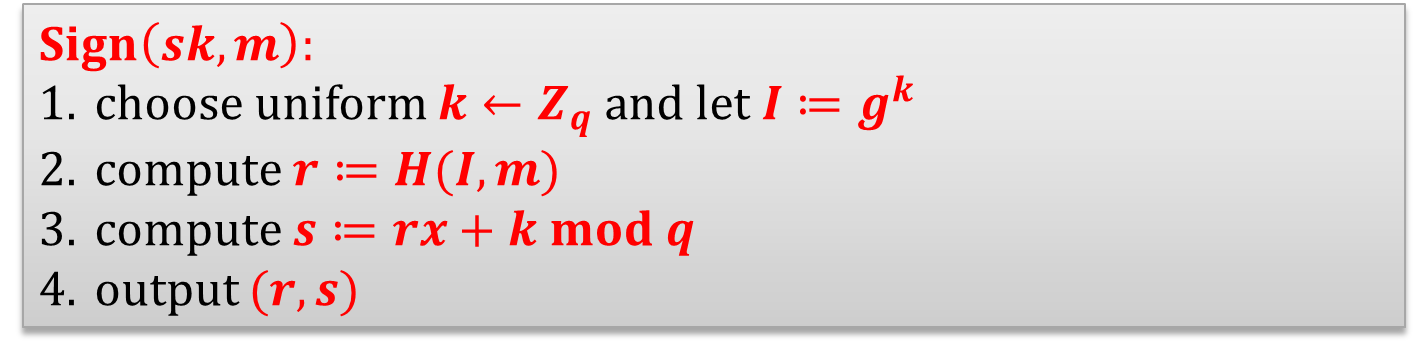 Sign(sk, m):
1. choose uniform k ← Z_q and let I ≔ g^k
2. compute r ≔ H(I, m)
3. compute s ≔ rx + k mod q
4. output (r, s)